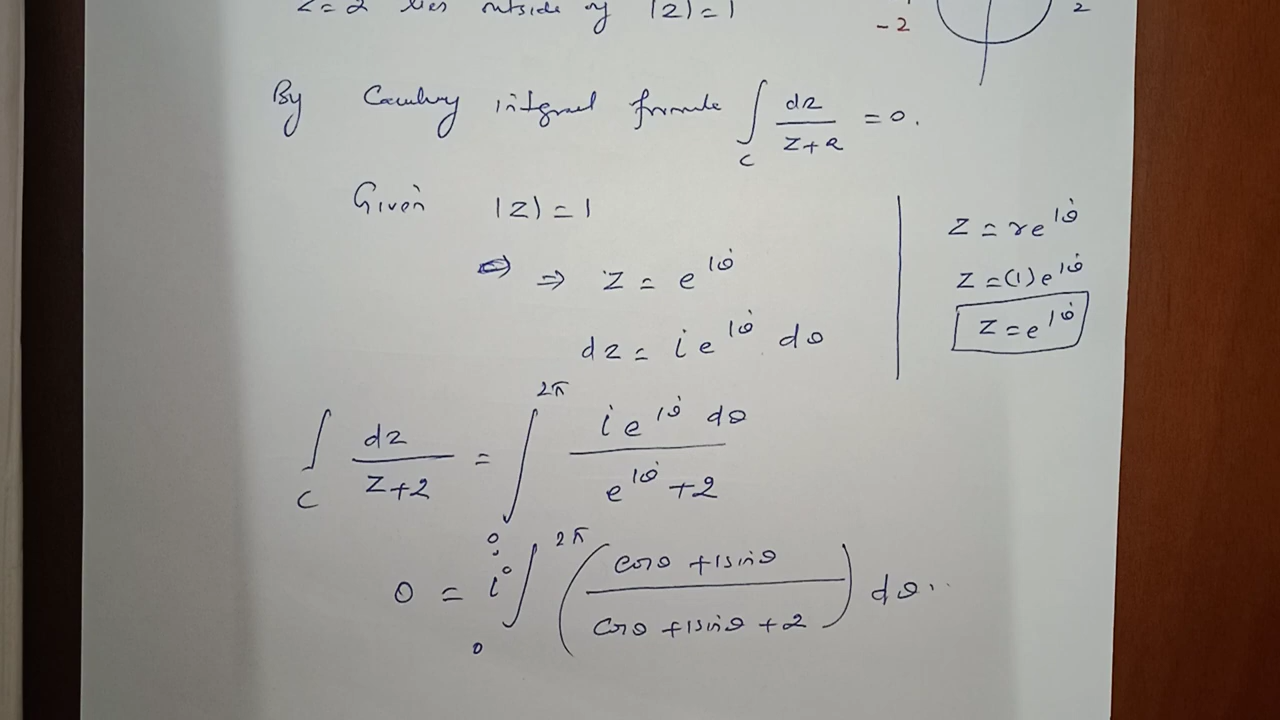 z = 2 lies outside of |z| = 1
-2
2
By Cauchy integral formula ∫_C dz/(z+2) = 0.
Given |z| = 1
⇒ z = e^{iθ}
dz = i e^{iθ} dθ
z = re^{iθ}
z = (1)e^{iθ}
z = e^{iθ}
∫_C dz/(z+2) = ∫_0^{2π} i e^{iθ} dθ/(e^{iθ} + 2)
0 = i ∫_0^{2π} ((cosθ + i sinθ)/(cosθ + i sinθ + 2)) dθ..